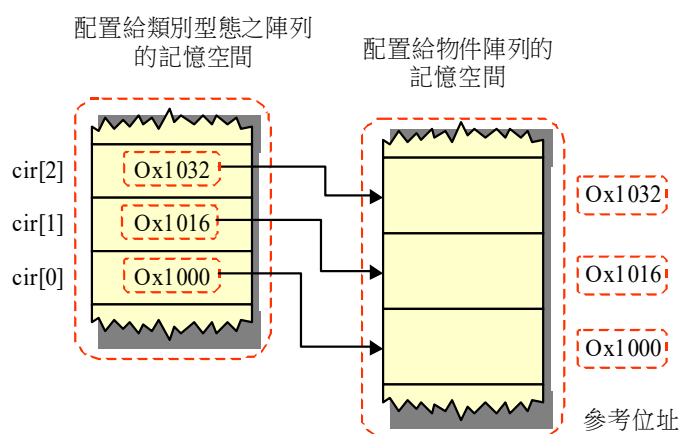 配置給類別型態之陣列
的記憶空間
配置給物件陣列的
記憶空間
cir[2]
Ox1032
Ox1032
cir[1]
Ox1016
Ox1016
cir[0]
Ox1000
Ox1000
參考位址